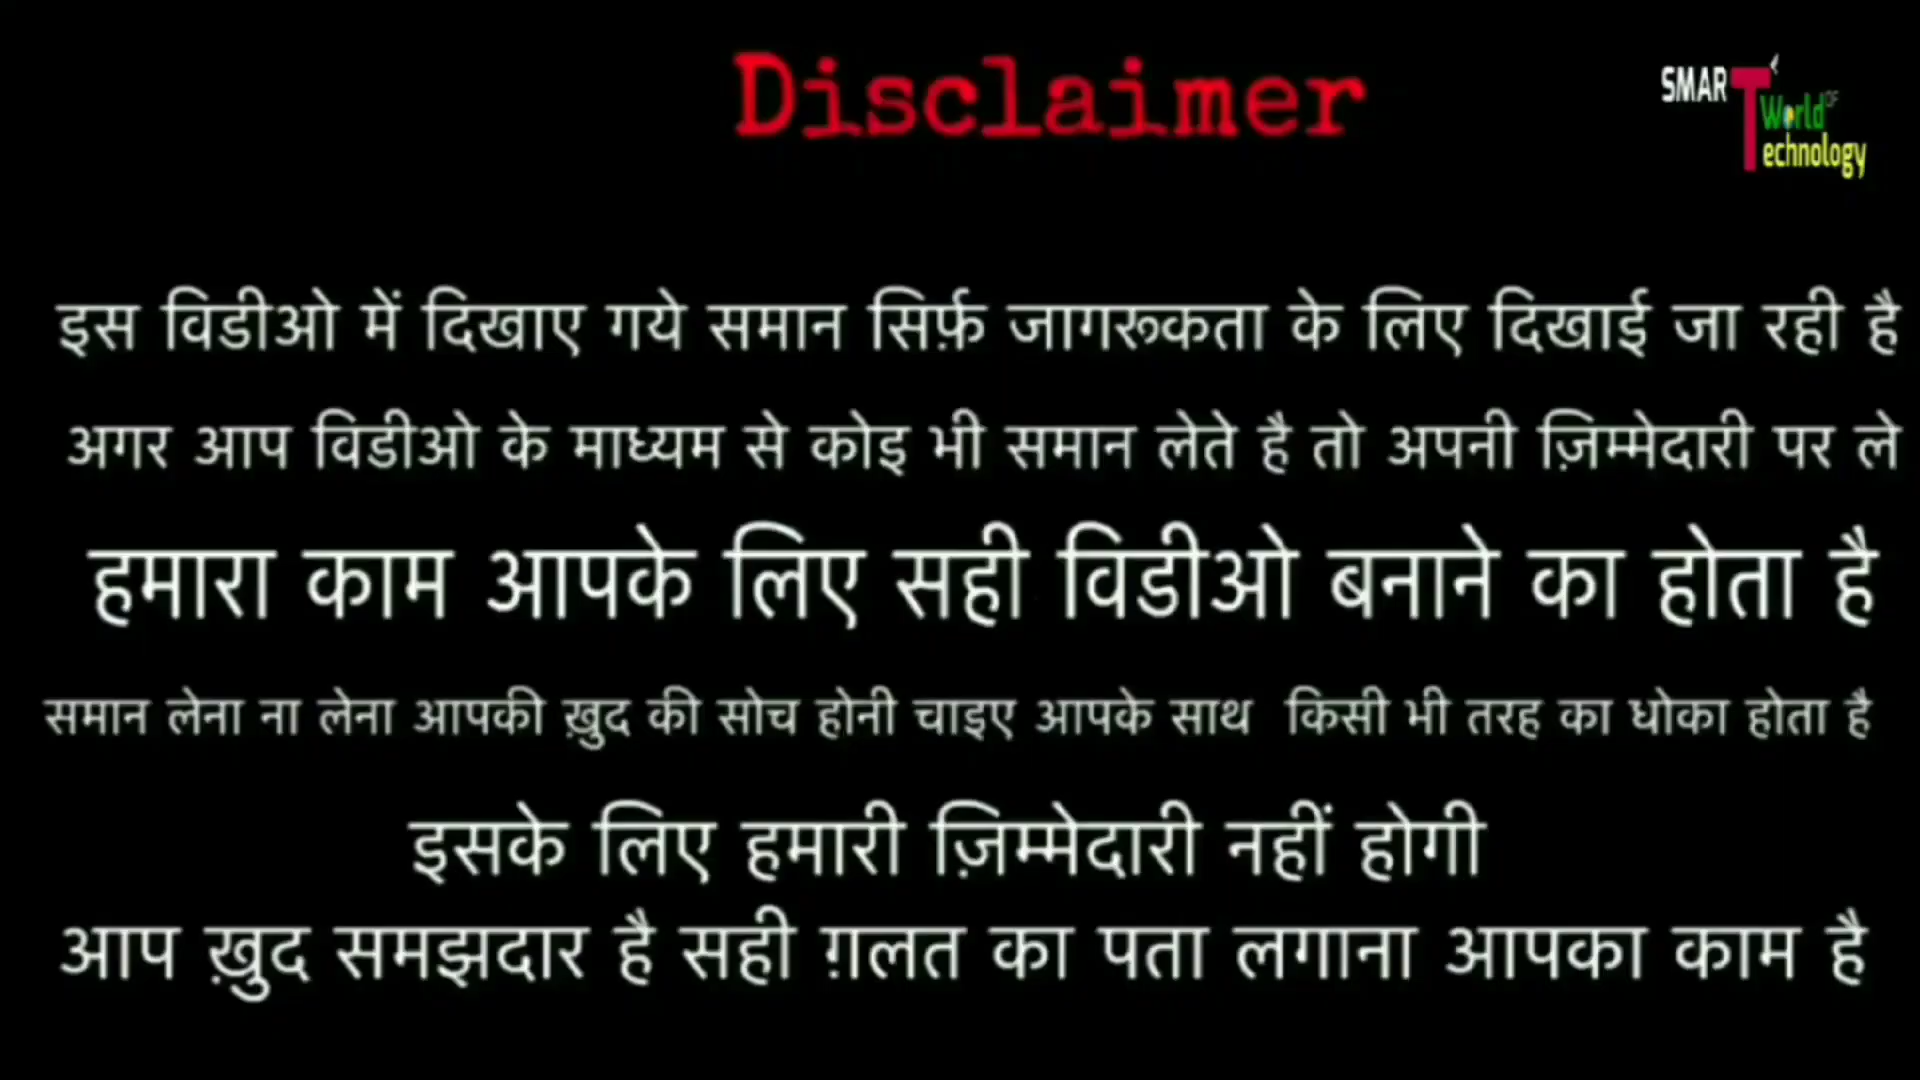 Disclaimer
SMART World OF Technology
इस विडीओ में दिखाए गये समान सिर्फ़ जागरूकता के लिए दिखाई जा रही है
अगर आप विडीओ के माध्यम से कोइ भी समान लेते है तो अपनी ज़िम्मेदारी पर ले
हमारा काम आपके लिए सही विडीओ बनाने का होता है
समान लेना ना लेना आपकी ख़ुद की सोच होनी चाइए आपके साथ किसी भी तरह का धोका होता है
इसके लिए हमारी ज़िम्मेदारी नहीं होगी
आप ख़ुद समझदार है सही ग़लत का पता लगाना आपका काम है